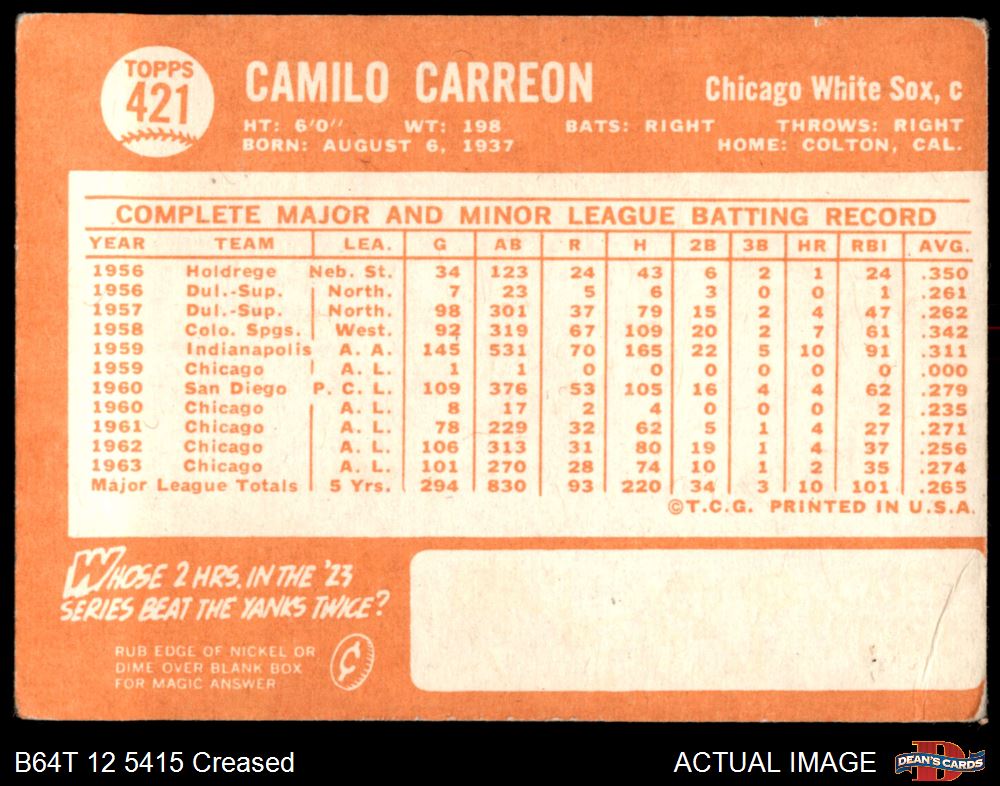 TOPPS
421
CAMILO CARREON
Chicago White Sox, c
HT: 6'0" WT: 198 BATS: RIGHT THROWS: RIGHT
BORN: AUGUST 6, 1937 HOME: COLTON, CAL.
COMPLETE MAJOR AND MINOR LEAGUE BATTING RECORD
YEAR TEAM LEA. G AB R H 2B 3B HR RBI AVG.
1956 Holdrege Neb. St. 34 123 24 43 6 2 1 24 .350
1956 Dul.-Sup. North. 7 23 5 6 3 0 0 1 .261
1957 Dul.-Sup. North. 98 301 37 79 15 2 4 47 .262
1958 Colo. Spgs. West. 92 319 67 109 20 2 7 61 .342
1959 Indianapolis A. A. 145 531 70 165 22 5 10 91 .311
1959 Chicago A. L. 1 1 0 0 0 0 0 0 .000
1960 San Diego P. C. L. 109 376 53 105 16 4 4 62 .279
1960 Chicago A. L. 8 17 2 4 0 0 0 2 .235
1961 Chicago A. L. 78 229 32 62 5 1 4 27 .271
1962 Chicago A. L. 106 313 31 80 19 1 4 37 .256
1963 Chicago A. L. 101 270 28 74 10 1 2 35 .274
Major League Totals 5 Yrs. 294 830 93 220 34 3 10 101 .265
©T.C.G. PRINTED IN U.S.A.
WHOSE 2 HRS. IN THE '23
SERIES BEAT THE YANKS TWICE?
RUB EDGE OF NICKEL OR
DIME OVER BLANK BOX
FOR MAGIC ANSWER
¢
B64T 12 5415 Creased
ACTUAL IMAGE
D
DEAN'S CARDS